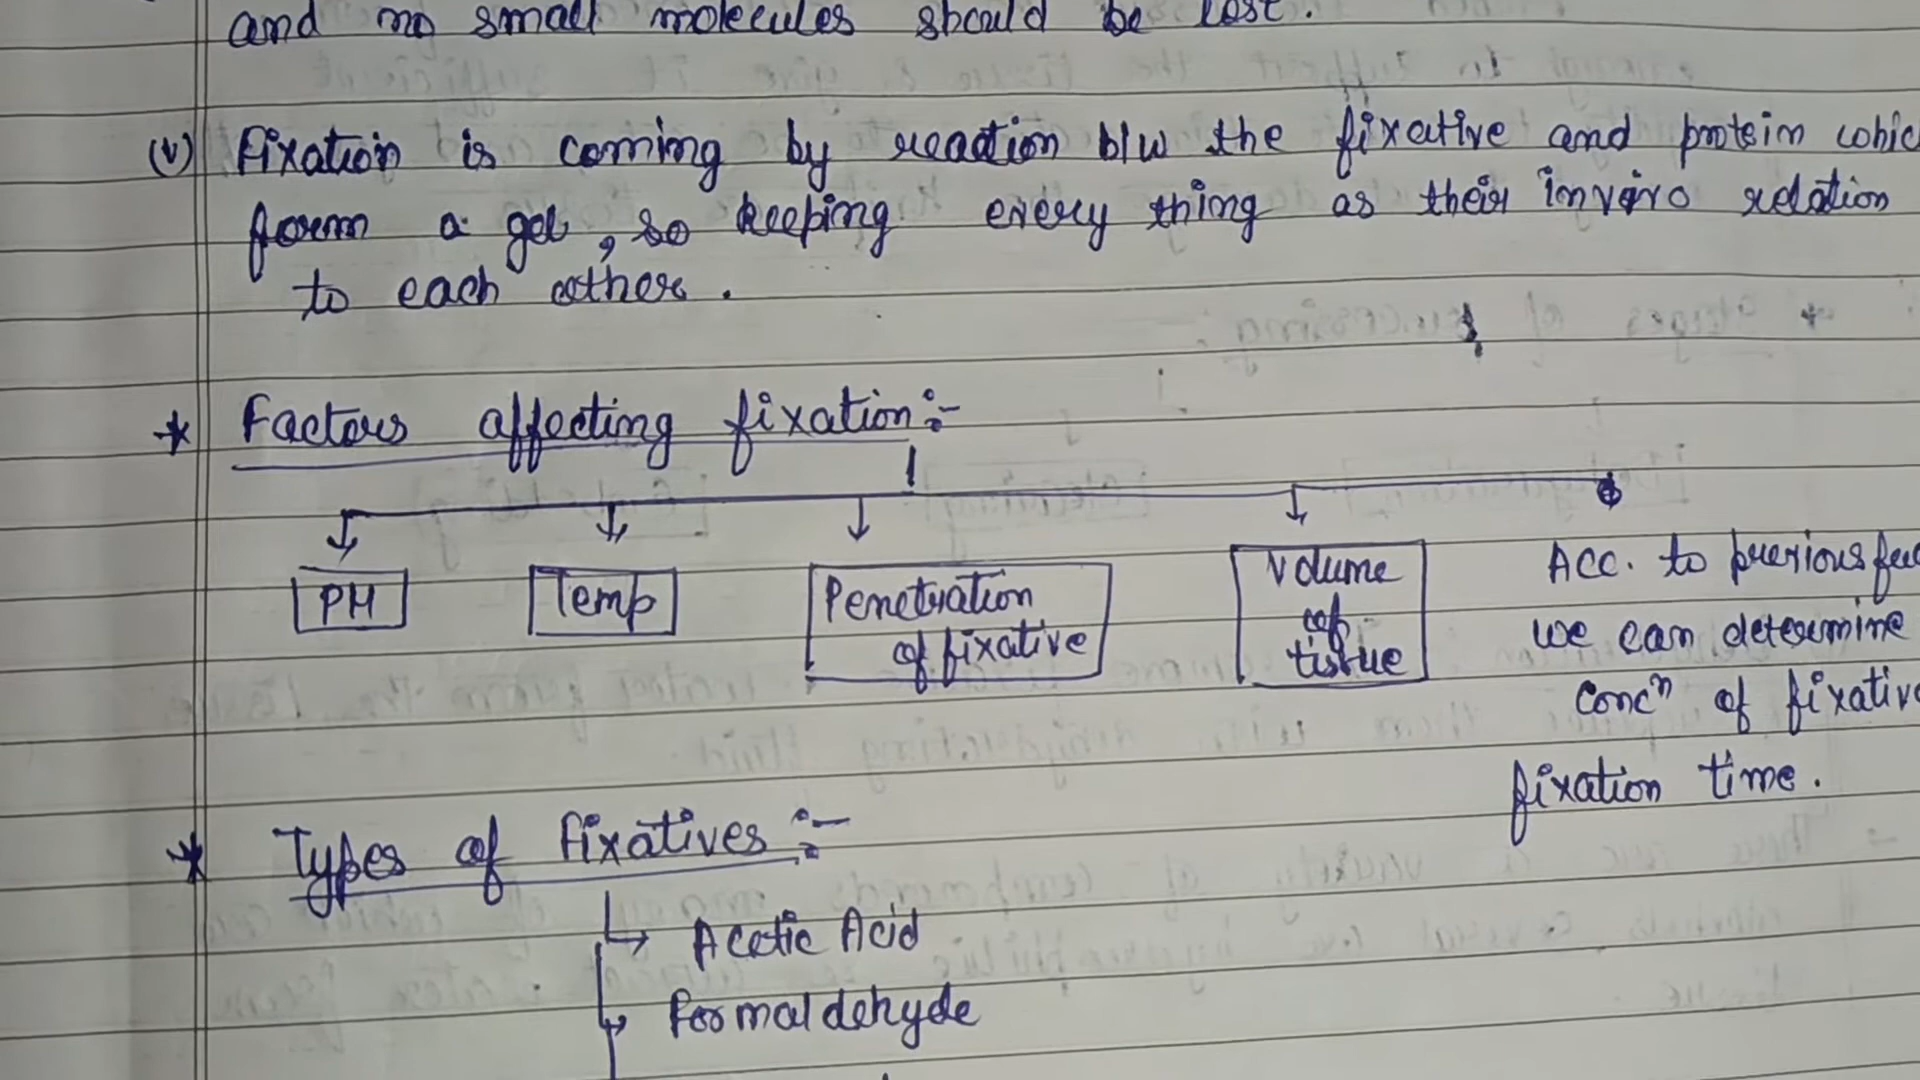 and no small molecules should be lost.
(v) Fixation is coming by reaction b/w the fixative and protein whic
form a gel, so keeping every thing as their invivo relation
to each other.
* Factors affecting fixation :-
PH
Temp
Penetration
of fixative
Volume
of
tissue
Acc. to previous
we can determine
concn of fixativ
fixation time.
* Types of fixatives :-
Acetic Acid
Formaldehyde